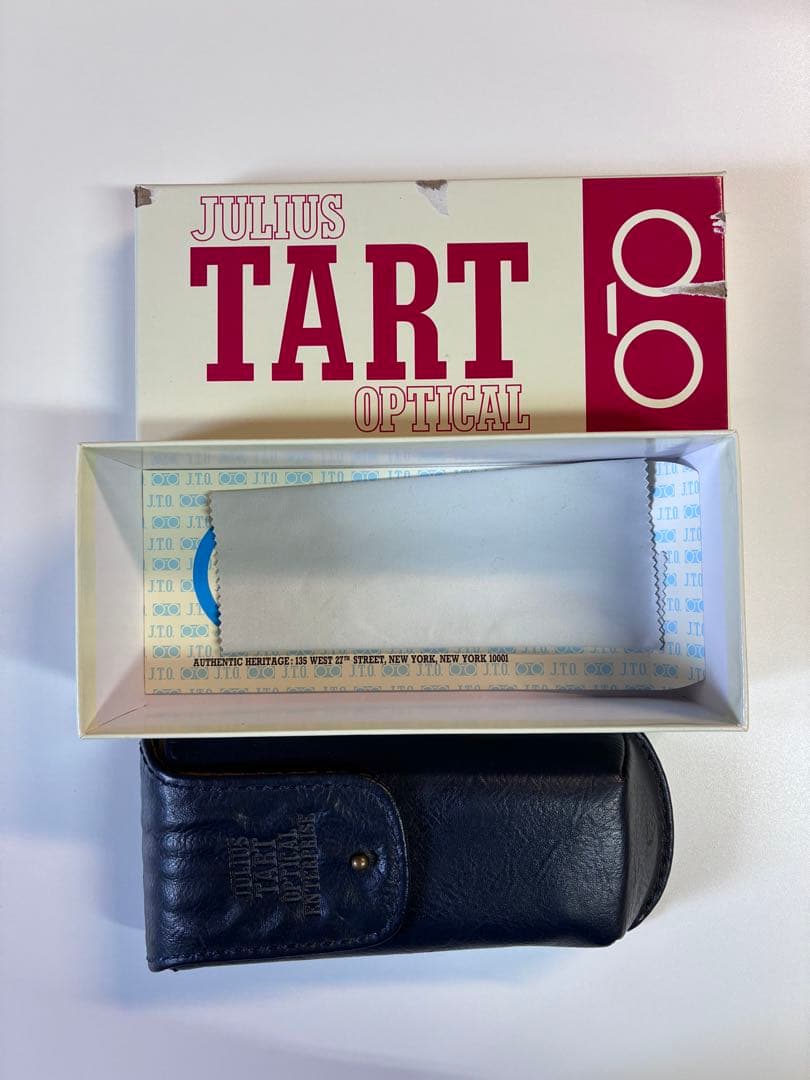 JULIUS
TART
OPTICAL
J.T.O. J.T.O. J.T.O. J.T.O. J.T.O. J.T.O.
J.T.O.
J.T.O.
J.T.O.
J.T.O.
J.T.O.
J.T.O.
AUTHENTIC HERITAGE : 135 WEST 27TH STREET, NEW YORK, NEW YORK 10001
J.T.O. J.T.O. J.T.O. J.T.O. J.T.O. J.T.O. J.T.O. J.T.O.
JULIUS
TART
OPTICAL
ENTERPRISE